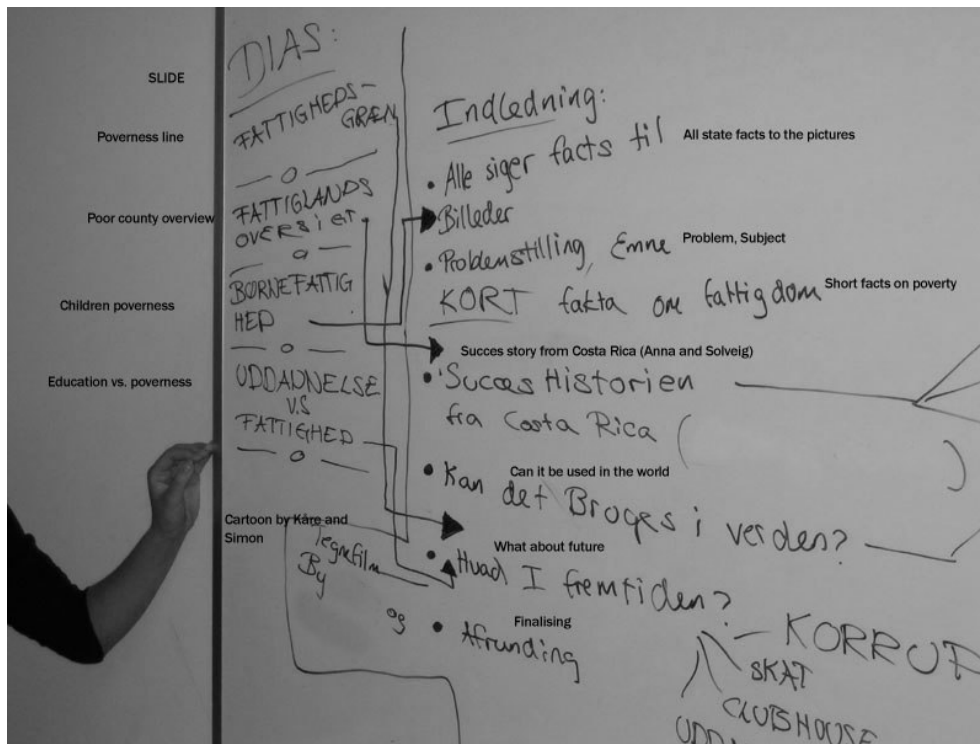 SLIDE
DIAS:
Poverness line
FATTIGHEDS-
GRÆN
Poor county overview
FATTIGLANDS
OVERSIGT
Children poverness
BØRNEFATTIG
HED
Education vs. poverness
UDDANNELSE
V.S
FATTIGHED
Cartoon by Kåre and
Simon
Tegnefilm
By
og
Indledning:
• Alle siger facts til
All state facts to the pictures
Billeder
• Problemstilling, Emne
Problem, Subject
KORT fakta om fattigdom
Short facts on poverty
Succes story from Costa Rica (Anna and Solveig)
• Succes Historien
fra Costa Rica ( )
Can it be used in the world
• Kan det Bruges i verden?
What about future
• Hvad I fremtiden?
Finalising
• Afrunding
KORRUP
SKAT
CLUBHOUSE
UDDA